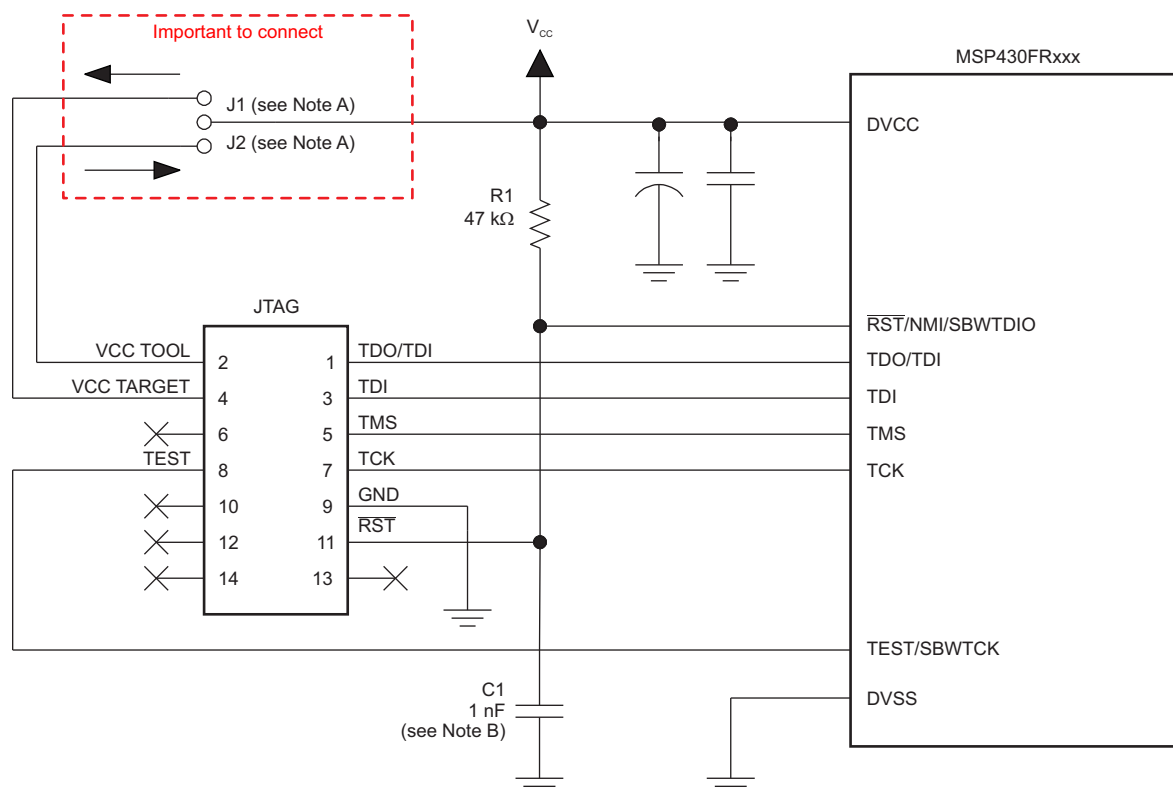 Important to connect
J1 (see Note A)
J2 (see Note A)
VCC
MSP430FRxxx
DVCC
R1
47 kΩ
JTAG
RST/NMI/SBWTDIO
VCC TOOL
2
1
TDO/TDI
TDO/TDI
VCC TARGET
4
3
TDI
TDI
6
5
TMS
TMS
TEST
8
7
TCK
TCK
10
9
GND
12
11
RST
14
13
TEST/SBWTCK
C1
1 nF
(see Note B)
DVSS